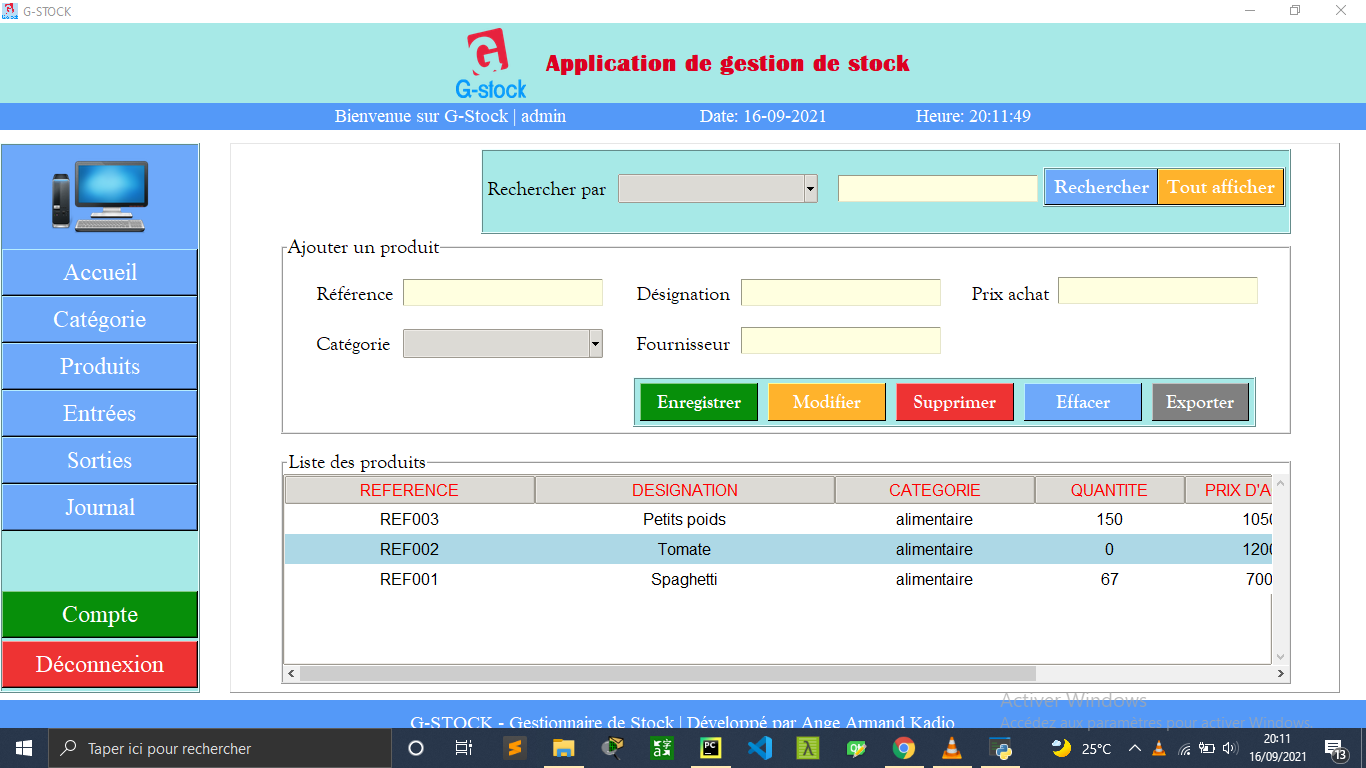 G-STOCK
G-stock
Application de gestion de stock
Bienvenue sur G-Stock | admin Date: 16-09-2021 Heure: 20:11:49
Accueil
Catégorie
Produits
Entrées
Sorties
Journal
Compte
Déconnexion
Rechercher par Rechercher Tout afficher
Ajouter un produit
Référence Désignation Prix achat
Catégorie Fournisseur
Enregistrer Modifier Supprimer Effacer Exporter
Liste des produits
REFERENCE DESIGNATION CATEGORIE QUANTITE PRIX D'A
REF003 Petits poids alimentaire 150 1050
REF002 Tomate alimentaire 0 1200
REF001 Spaghetti alimentaire 67 700
Activer Windows
Accédez aux paramètres pour activer Windows.
G-STOCK - Gestionnaire de Stock | Développé par Ange Armand Kadio
Taper ici pour rechercher
25°C
20:11
16/09/2021
13